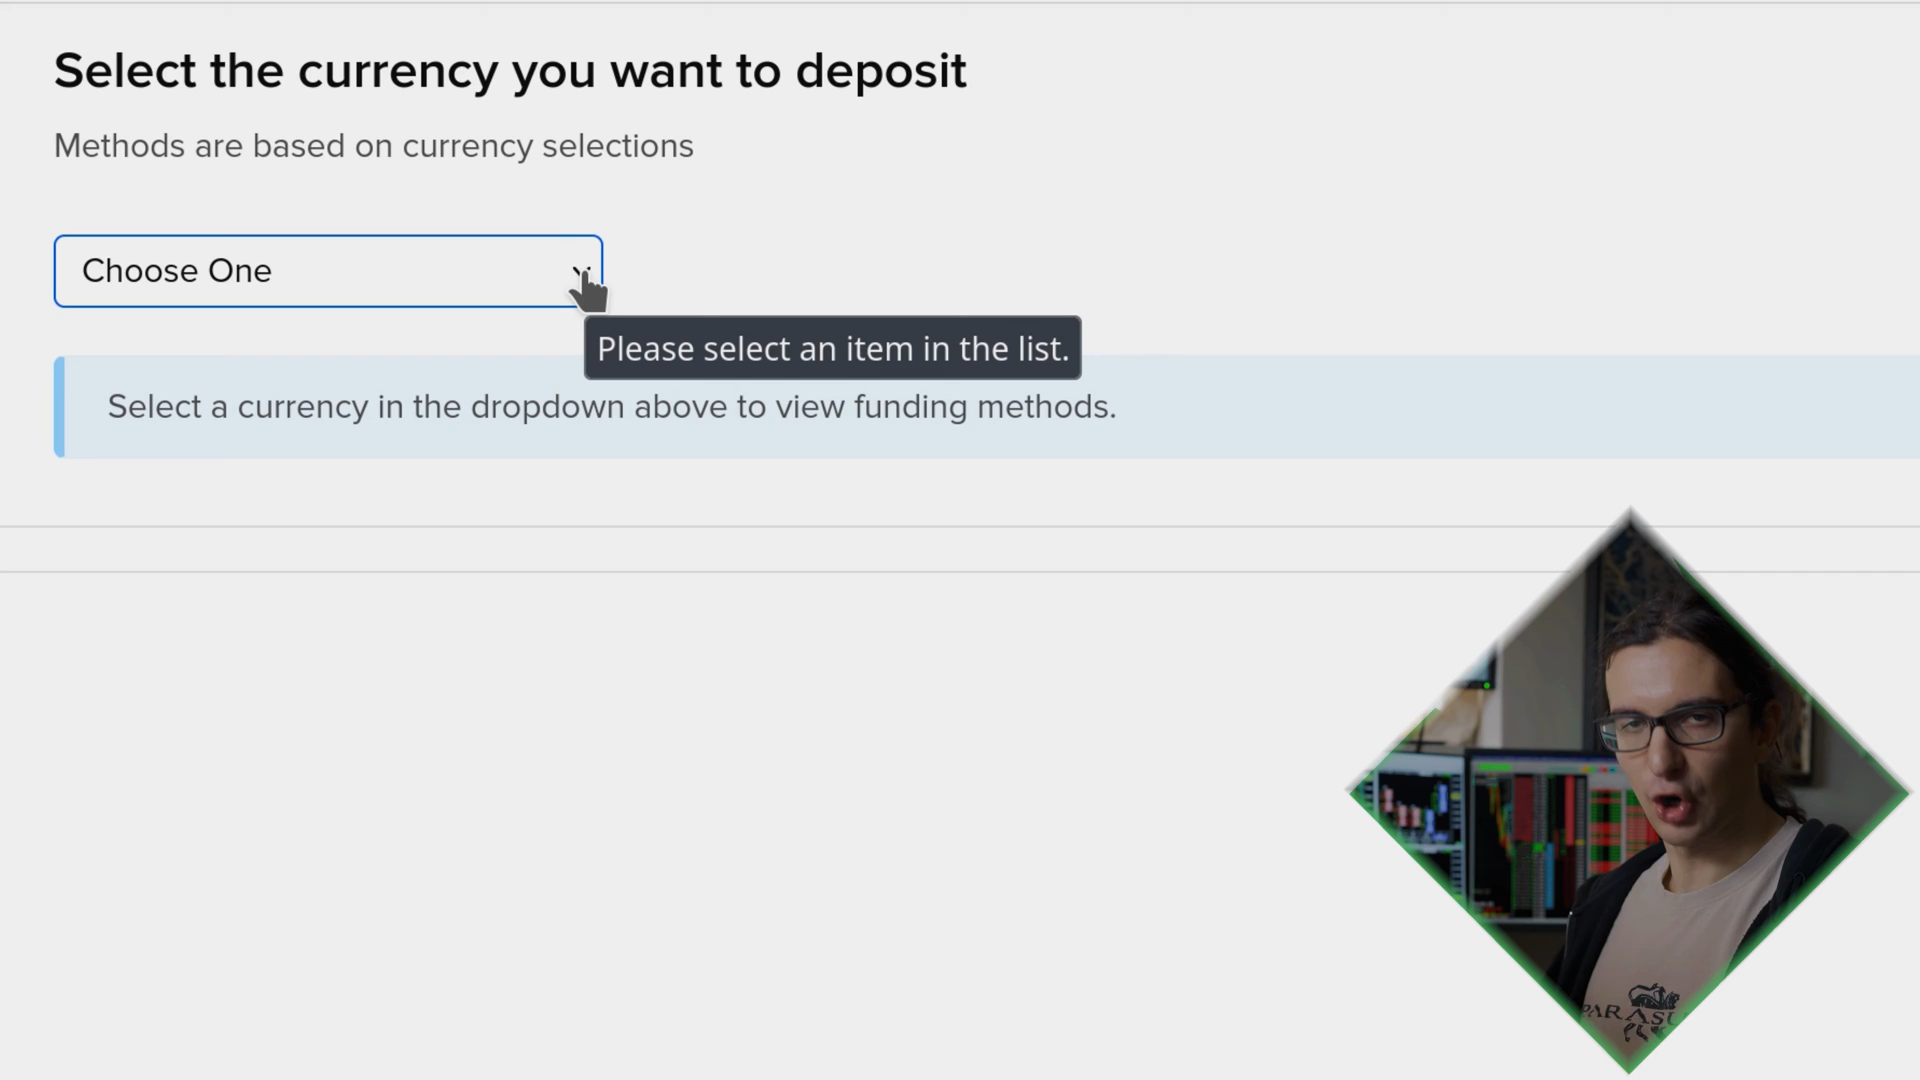 Select the currency you want to deposit
Methods are based on currency selections
Choose One
Please select an item in the list.
Select a currency in the dropdown above to view funding methods.